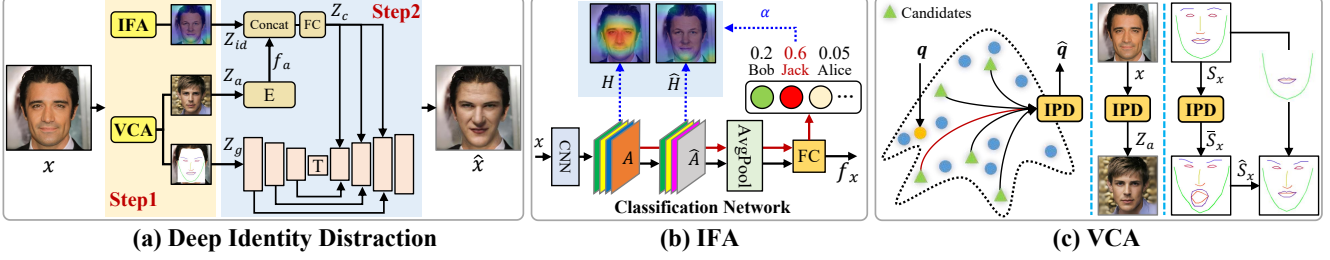 IFA
VCA
x
Step1
Z_id
Z_a
Z_g
Concat
FC
Z_c
Step2
f_a
E
T
x̂
(a) Deep Identity Distraction
α
0.2 0.6 0.05
Bob Jack Alice
H
Ĥ
x
CNN
A
Â
AvgPool
FC
f_x
Classification Network
(b) IFA
Candidates
q
q̂
IPD
x
IPD
Z_a
S_x
IPD
S̄_x
Ŝ_x
(c) VCA